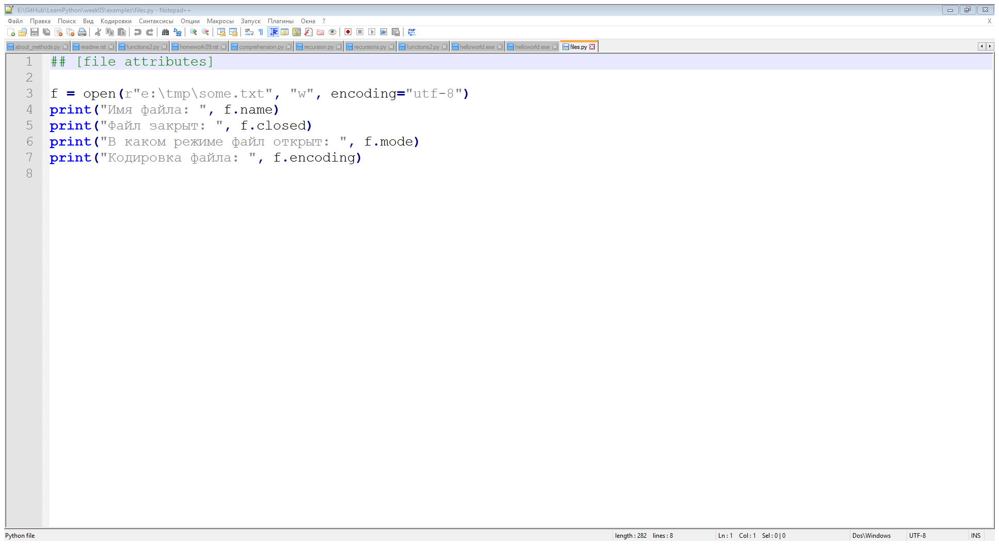 E:\GitHub\LearnPython\week05\examples\files.py - Notepad++
Файл Правка Поиск Вид Кодировки Синтаксисы Опции Макросы Запуск Плагины Окна ? X
about_methods.py readme.rst functions2.py homework09.rst comprehension.py recursion.py recursions.py functions2.py helloworld.exe helloworld.exe files.py
1 ## [file attributes]
2
3 f = open(r"e:\tmp\some.txt", "w", encoding="utf-8")
4 print("Имя файла: ", f.name)
5 print("Файл закрыт: ", f.closed)
6 print("В каком режиме файл открыт: ", f.mode)
7 print("Кодировка файла: ", f.encoding)
8
Python file length : 282 lines : 8 Ln : 1 Col : 1 Sel : 0 | 0 Dos\Windows UTF-8 INS